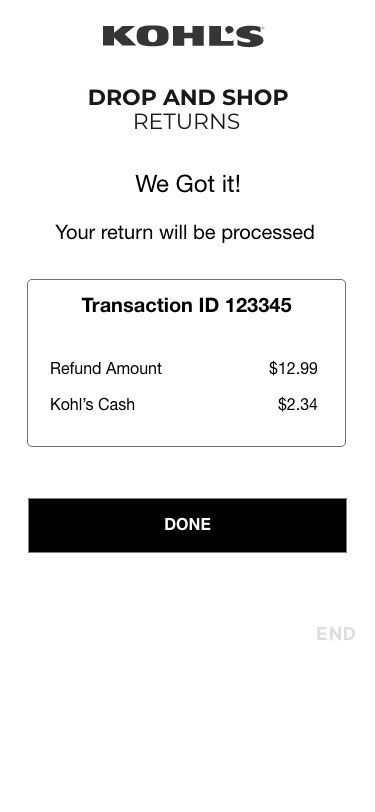 KOHL'S
DROP AND SHOP
RETURNS
We Got it!
Your return will be processed
Transaction ID 123345
Refund Amount $12.99
Kohl's Cash $2.34
DONE
END